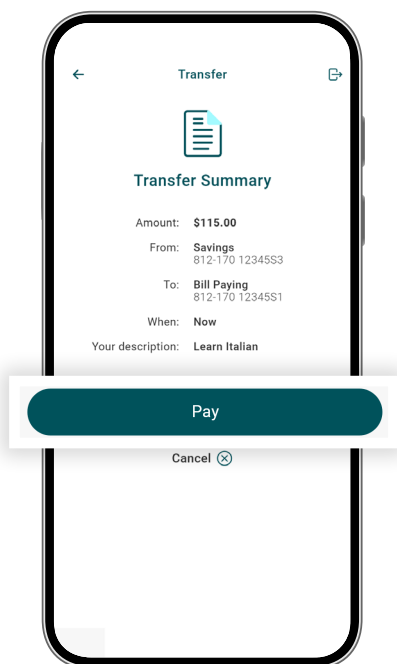 Transfer
Transfer Summary
Amount: $115.00
From: Savings
812-170 12345S3
To: Bill Paying
812-170 12345S1
When: Now
Your description: Learn Italian
Pay
Cancel